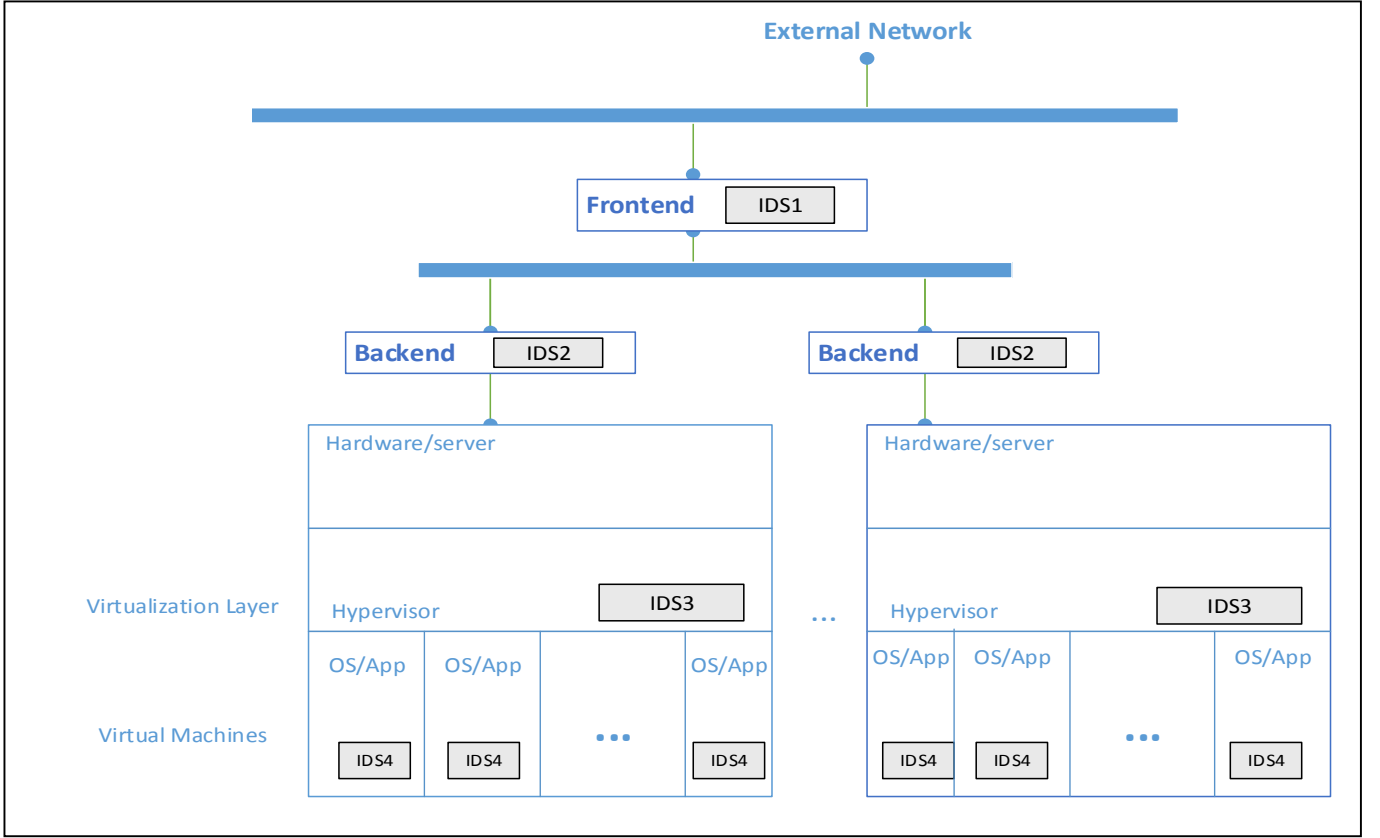 External Network
Frontend IDS1
Backend IDS2 Backend IDS2
Hardware/server Hardware/server
Virtualization Layer Hypervisor IDS3 ... Hypervisor IDS3
OS/App OS/App OS/App OS/App OS/App OS/App
Virtual Machines ... ...
IDS4 IDS4 IDS4 IDS4 IDS4 IDS4